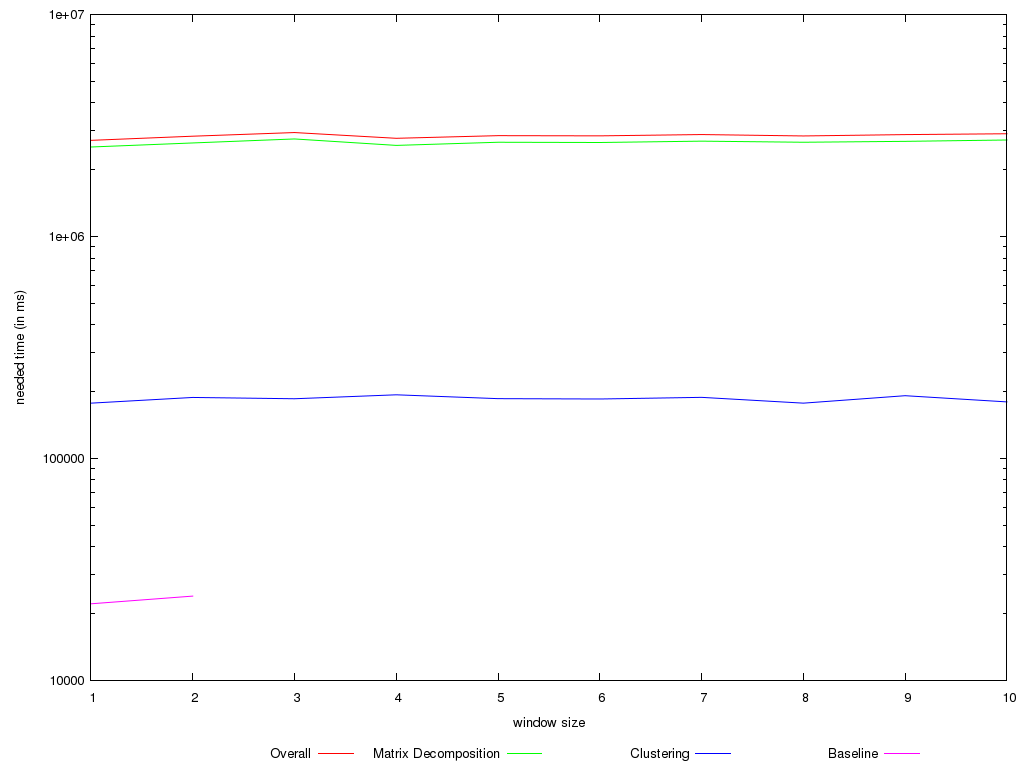 1e+07
1e+06
100000
10000
needed time (in ms)
1 2 3 4 5 6 7 8 9 10
window size
Overall Matrix Decomposition Clustering Baseline